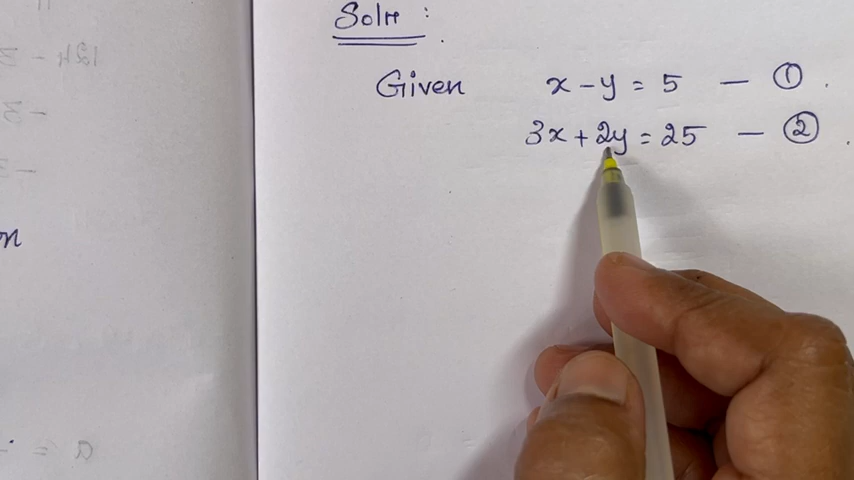 Soln :
Given x - y = 5 — ①.
3x + 2y = 25 — ②.
n